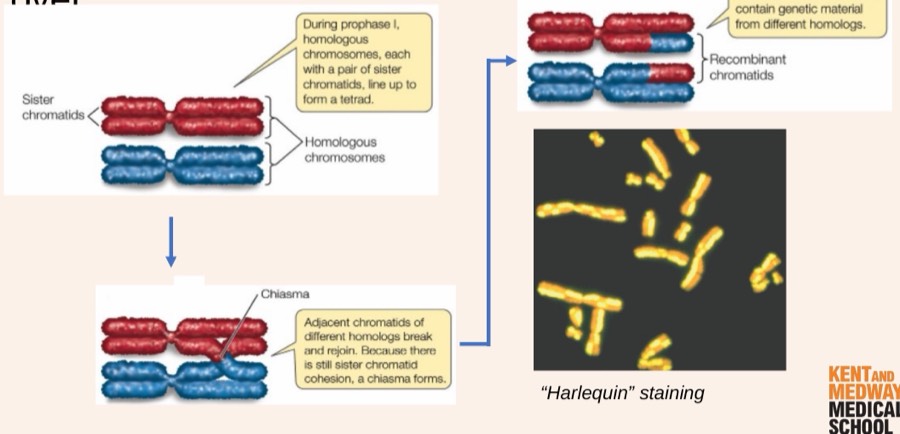 During prophase I,
homologous
chromosomes, each
with a pair of sister
chromatids, line up to
form a tetrad.
Sister
chromatids
Homologous
chromosomes
Chiasma
Adjacent chromatids of
different homologs break
and rejoin. Because there
is still sister chromatid
cohesion, a chiasma forms.
contain genetic material
from different homologs.
Recombinant
chromatids
"Harlequin" staining
KENT AND
MEDWAY
MEDICAL
SCHOOL